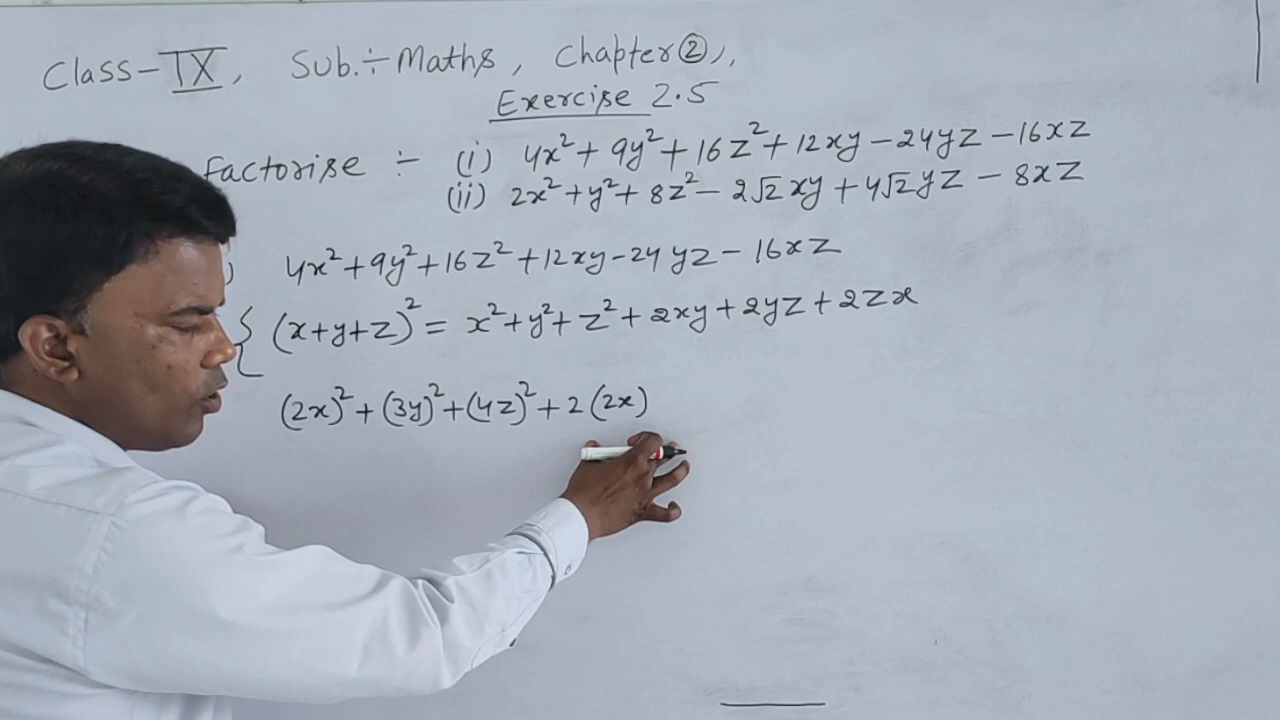 Class-IX, Sub.÷Maths, Chapter②,
Exercise 2.5
Factorise ÷ (i) 4x²+9y²+16z²+12xy-24yz-16xz
(ii) 2x²+y²+8z²-2√2xy+4√2yz-8xz
) 4x²+9y²+16z²+12xy-24yz-16xz
{ (x+y+z)² = x²+y²+z²+2xy+2yz+2zx
(2x)²+(3y)²+(4z)²+2(2x)